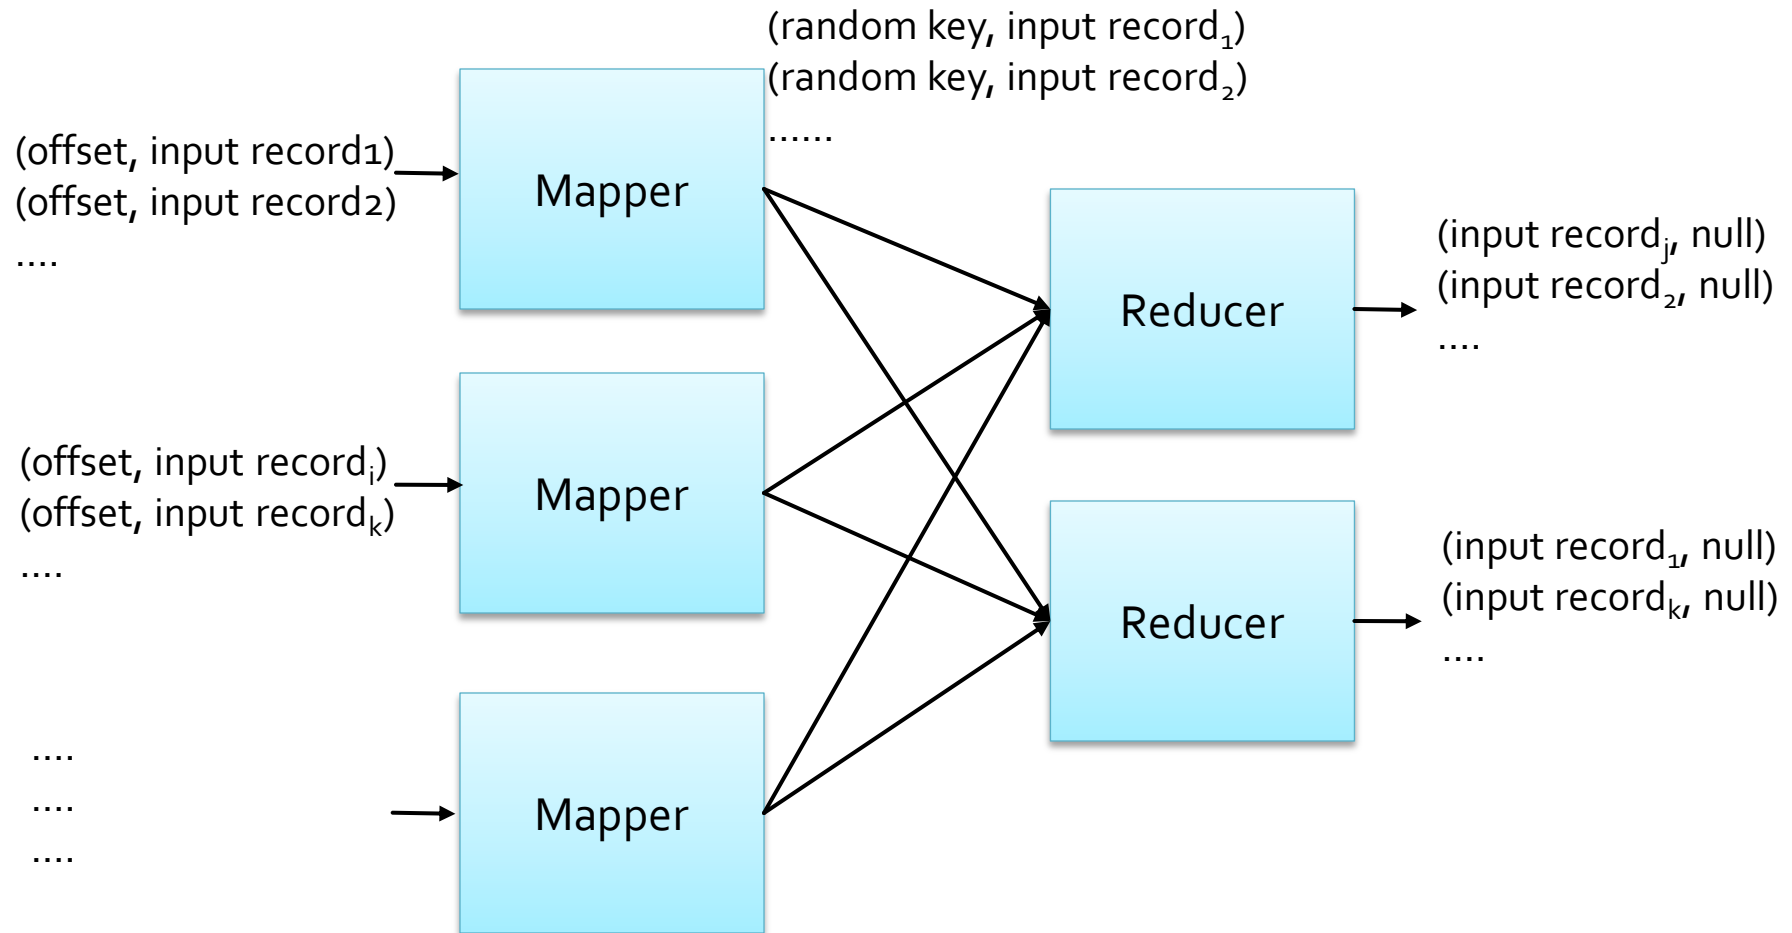 (random key, input record₁)
(random key, input record₂)
......
(offset, input record1)
(offset, input record2)
....
Mapper
Reducer
(input recordⱼ, null)
(input record₂, null)
....
(offset, input recordᵢ)
(offset, input recordₖ)
....
Mapper
Reducer
(input record₁, null)
(input recordₖ, null)
....
....
....
....
Mapper